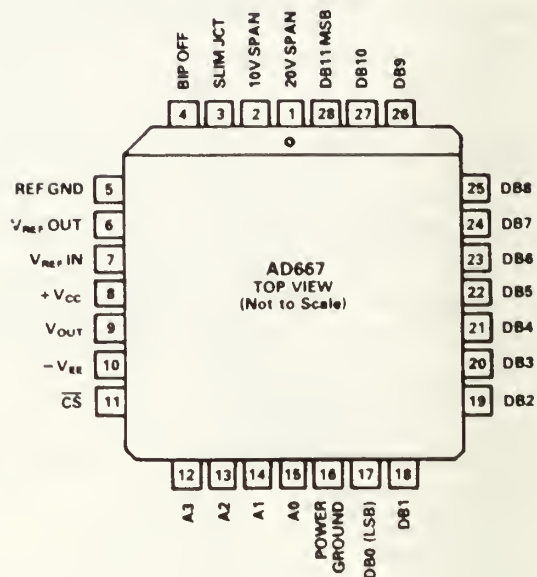 BIP OFF
SLIM JCT
10V SPAN
20V SPAN
DB11 MSB
DB10
DB9
4
3
2
1
28
27
26
REF GND 5
VREF OUT 6
VREF IN 7
+ VCC 8
VOUT 9
– VEE 10
CS 11
AD667
TOP VIEW
(Not to Scale)
25 DB8
24 DB7
23 DB6
22 DB5
21 DB4
20 DB3
19 DB2
12
13
14
15
16
17
18
A3
A2
A1
A0
POWER
GROUND
DB0 (LSB)
DB1